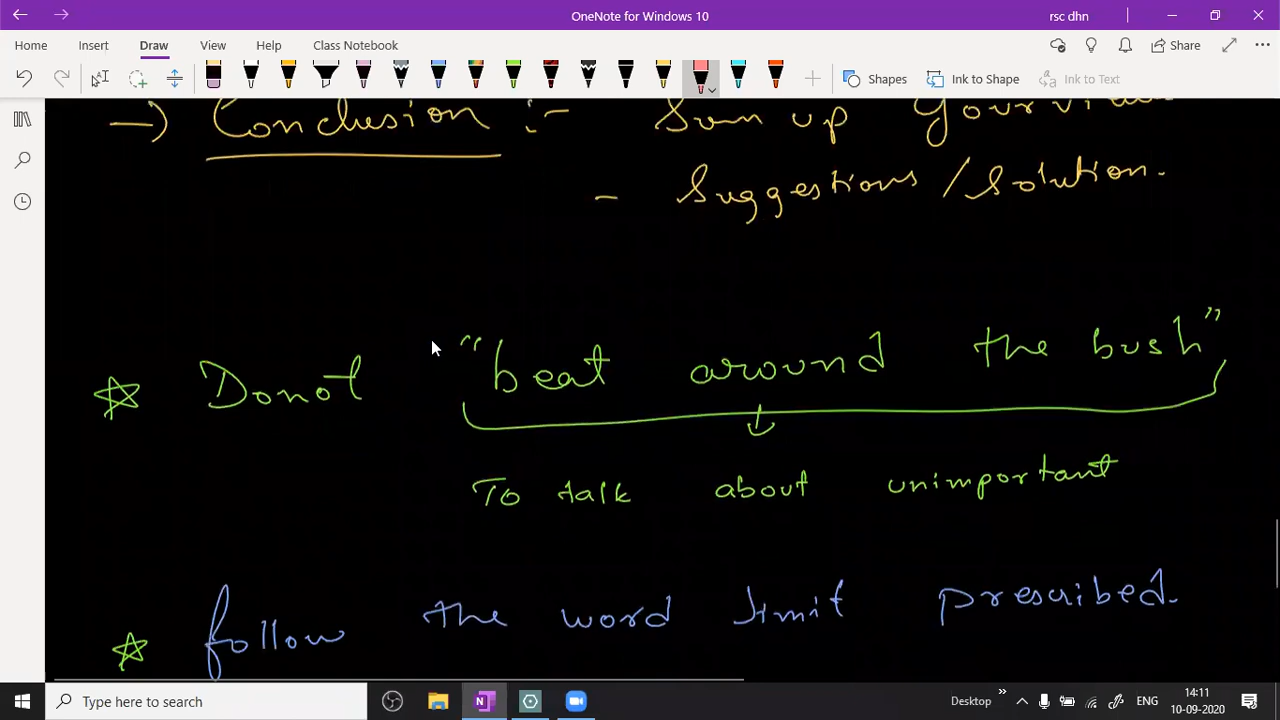 OneNote for Windows 10
rsc dhn
Home Insert Draw View Help Class Notebook
Share
Shapes Ink to Shape Ink to Text
→ Conclusion :- Sum up your
- Suggestions / Solution.
☆ Donot "beat around the bush"
↓
To talk about unimportant
☆ follow the word limit prescribed.
Type here to search
Desktop
ENG
14:11
10-09-2020